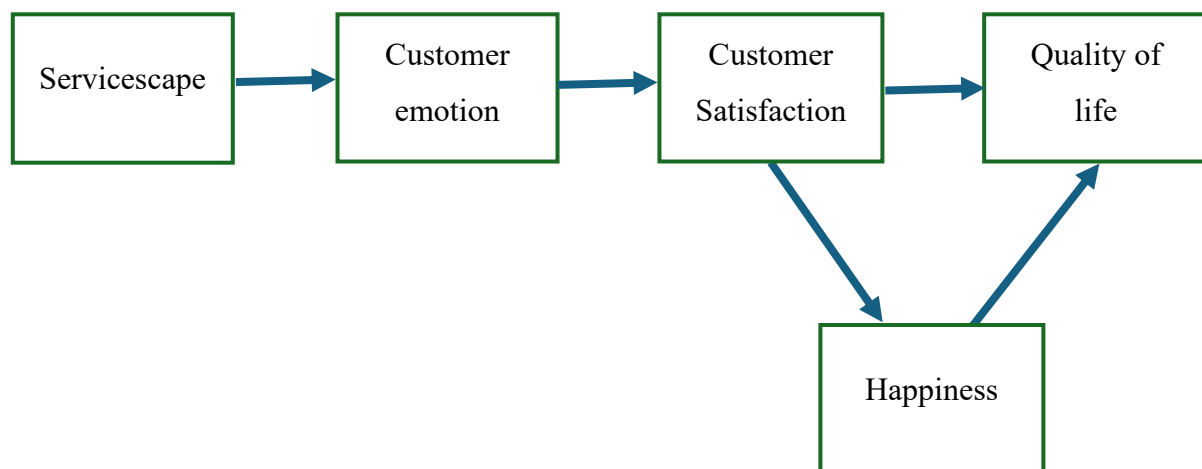 Servicescape
Customer
emotion
Customer
Satisfaction
Quality of
life
Happiness